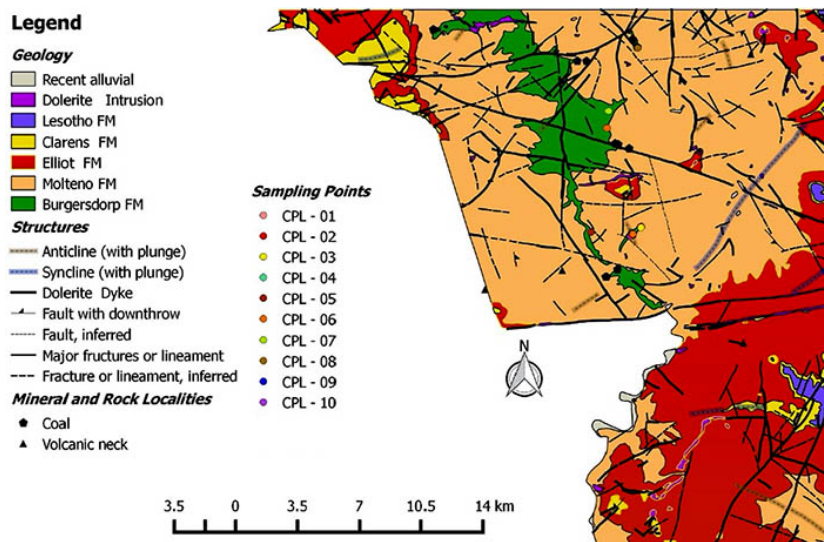 Legend
Geology
Recent alluvial
Dolerite Intrusion
Lesotho FM
Clarens FM
Elliot FM
Molteno FM
Burgersdorp FM
Structures
Anticline (with plunge)
Syncline (with plunge)
Dolerite Dyke
Fault with downthrow
Fault, inferred
Major fructures or lineament
Fracture or lineament, inferred
Mineral and Rock Localities
Coal
Volcanic neck
Sampling Points
CPL - 01
CPL - 02
CPL - 03
CPL - 04
CPL - 05
CPL - 06
CPL - 07
CPL - 08
CPL - 09
CPL - 10
N
3.5 0 3.5 7 10.5 14 km